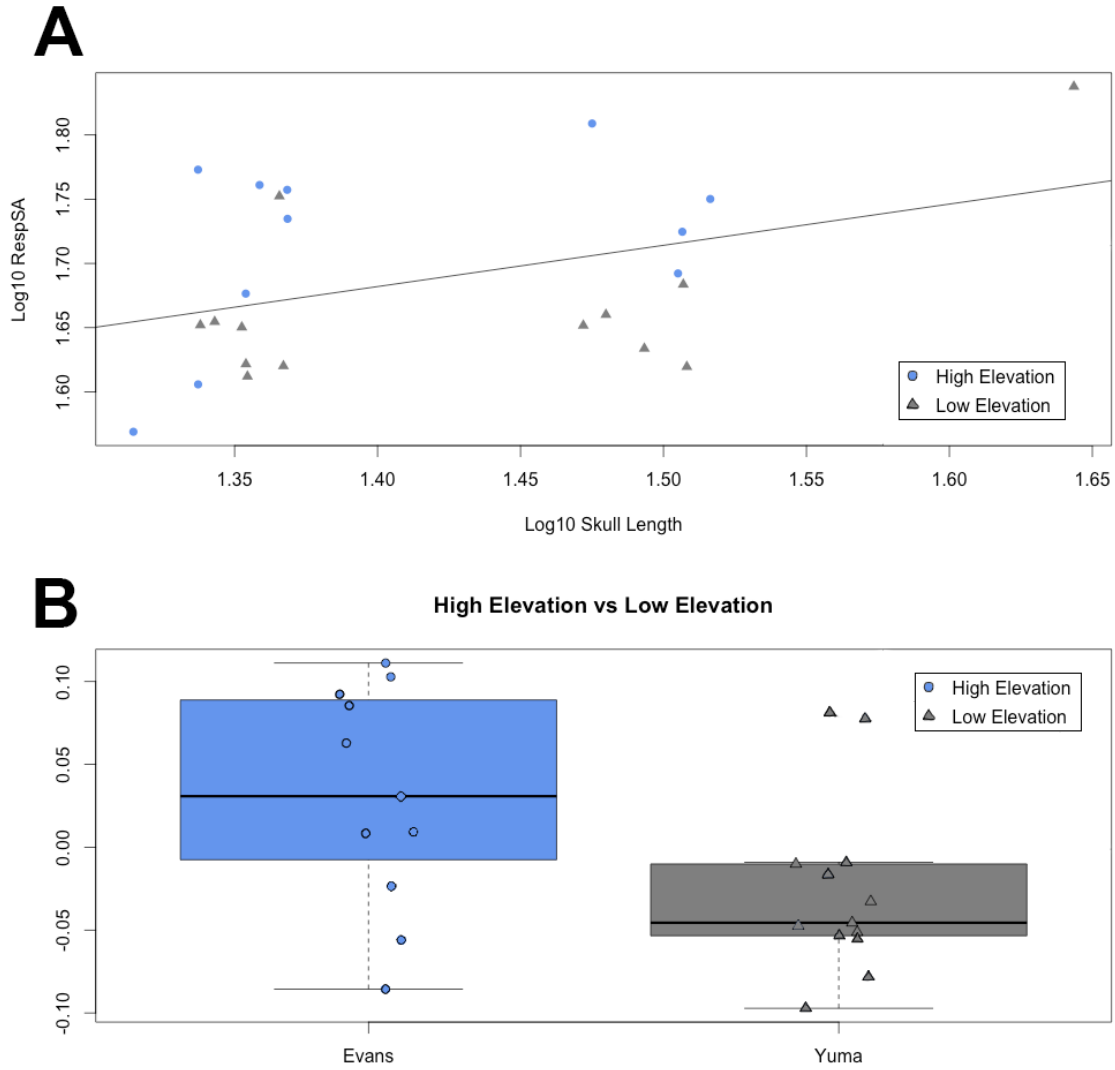 A
Log10 RespSA
1.80
1.75
1.70
1.65
1.60
High Elevation
Low Elevation
1.35 1.40 1.45 1.50 1.55 1.60 1.65
Log10 Skull Length
B
High Elevation vs Low Elevation
0.10
0.05
0.00
-0.05
-0.10
High Elevation
Low Elevation
Evans Yuma